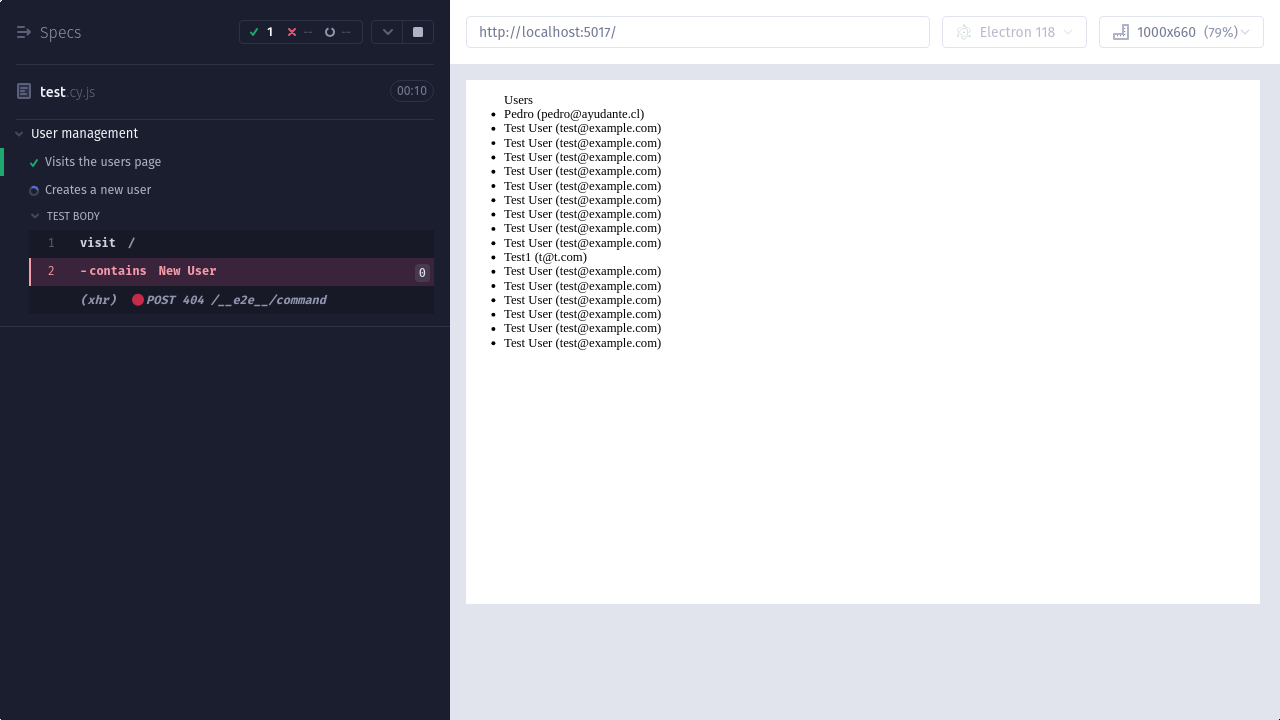 Specs
1
--
--
test.cy.js
00:10
User management
Visits the users page
Creates a new user
TEST BODY
1 visit /
2 -contains New User 0
(xhr) POST 404 /__e2e__/command
http://localhost:5017/
Electron 118
1000x660 (79%)
Users
Pedro (pedro@ayudante.cl)
Test User (test@example.com)
Test User (test@example.com)
Test User (test@example.com)
Test User (test@example.com)
Test User (test@example.com)
Test User (test@example.com)
Test User (test@example.com)
Test User (test@example.com)
Test User (test@example.com)
Test1 (t@t.com)
Test User (test@example.com)
Test User (test@example.com)
Test User (test@example.com)
Test User (test@example.com)
Test User (test@example.com)
Test User (test@example.com)